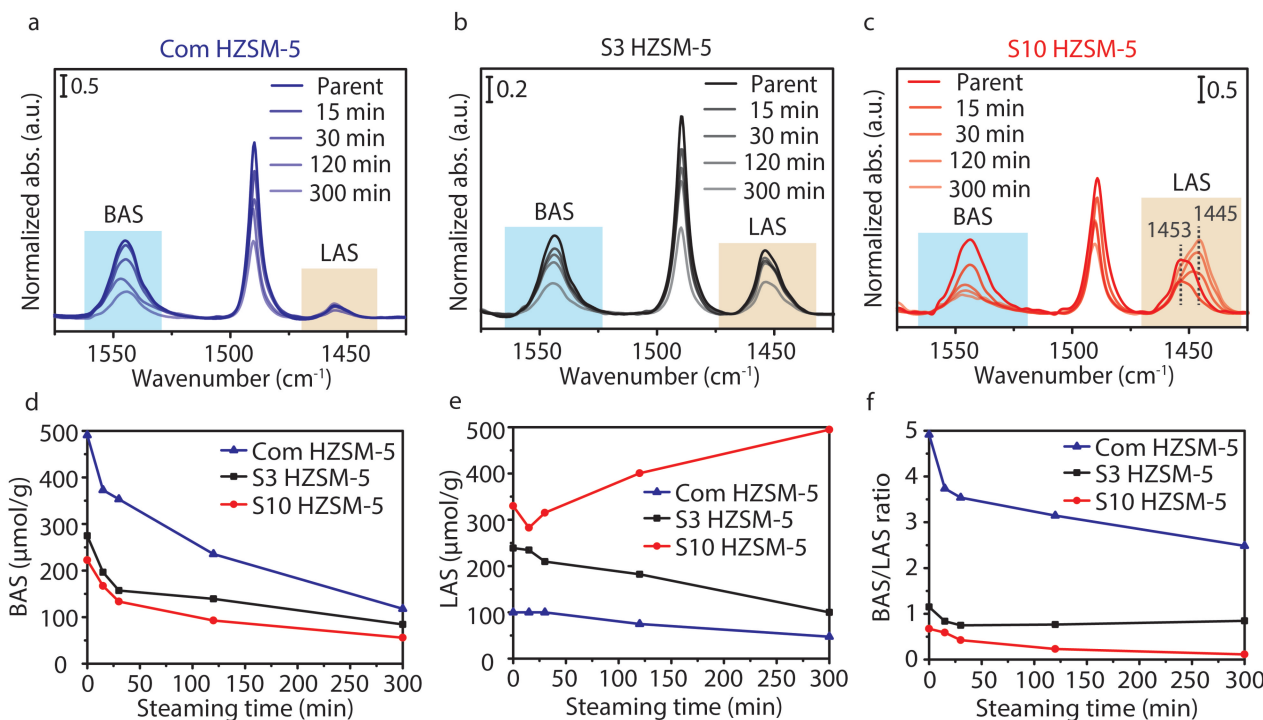 a
Com HZSM-5
0.5
Parent
15 min
30 min
120 min
300 min
BAS
LAS
Normalized abs. (a.u.)
1550 1500 1450
Wavenumber (cm⁻¹)
b
S3 HZSM-5
0.2
Parent
15 min
30 min
120 min
300 min
BAS
LAS
Normalized abs. (a.u.)
1550 1500 1450
Wavenumber (cm⁻¹)
c
S10 HZSM-5
0.5
Parent
15 min
30 min
120 min
300 min
BAS
LAS
1453 1445
Normalized abs. (a.u.)
1550 1500 1450
Wavenumber (cm⁻¹)
d
500
400
300
200
100
0
BAS (μmol/g)
Com HZSM-5
S3 HZSM-5
S10 HZSM-5
0 50 100 150 200 250 300
Steaming time (min)
e
500
400
300
200
100
0
LAS (μmol/g)
Com HZSM-5
S3 HZSM-5
S10 HZSM-5
0 50 100 150 200 250 300
Steaming time (min)
f
5
4
3
2
1
0
BAS/LAS ratio
Com HZSM-5
S3 HZSM-5
S10 HZSM-5
0 50 100 150 200 250 300
Steaming time (min)